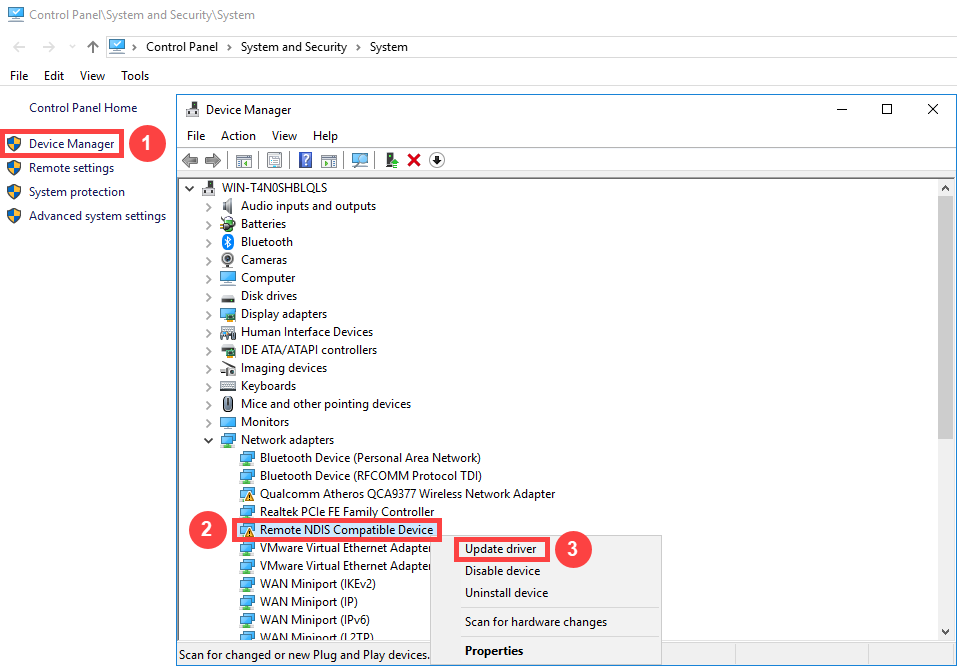 Control Panel\System and Security\System
Control Panel System and Security System
File Edit View Tools
Control Panel Home
Device Manager 1
Remote settings
System protection
Advanced system settings
Device Manager
File Action View Help
WIN-T4N0SHBLQLS
Audio inputs and outputs
Batteries
Bluetooth
Cameras
Computer
Disk drives
Display adapters
Human Interface Devices
IDE ATA/ATAPI controllers
Imaging devices
Keyboards
Mice and other pointing devices
Monitors
Network adapters
Bluetooth Device (Personal Area Network)
Bluetooth Device (RFCOMM Protocol TDI)
Qualcomm Atheros QCA9377 Wireless Network Adapter
Realtek PCIe FE Family Controller
2 Remote NDIS Compatible Device
VMware Virtual Ethernet Adapter
VMware Virtual Ethernet Adapter
WAN Miniport (IKEv2)
WAN Miniport (IP)
WAN Miniport (IPv6)
WAN Miniport (L2TP)
Update driver 3
Disable device
Uninstall device
Scan for hardware changes
Properties
Scan for changed or new Plug and Play devices.